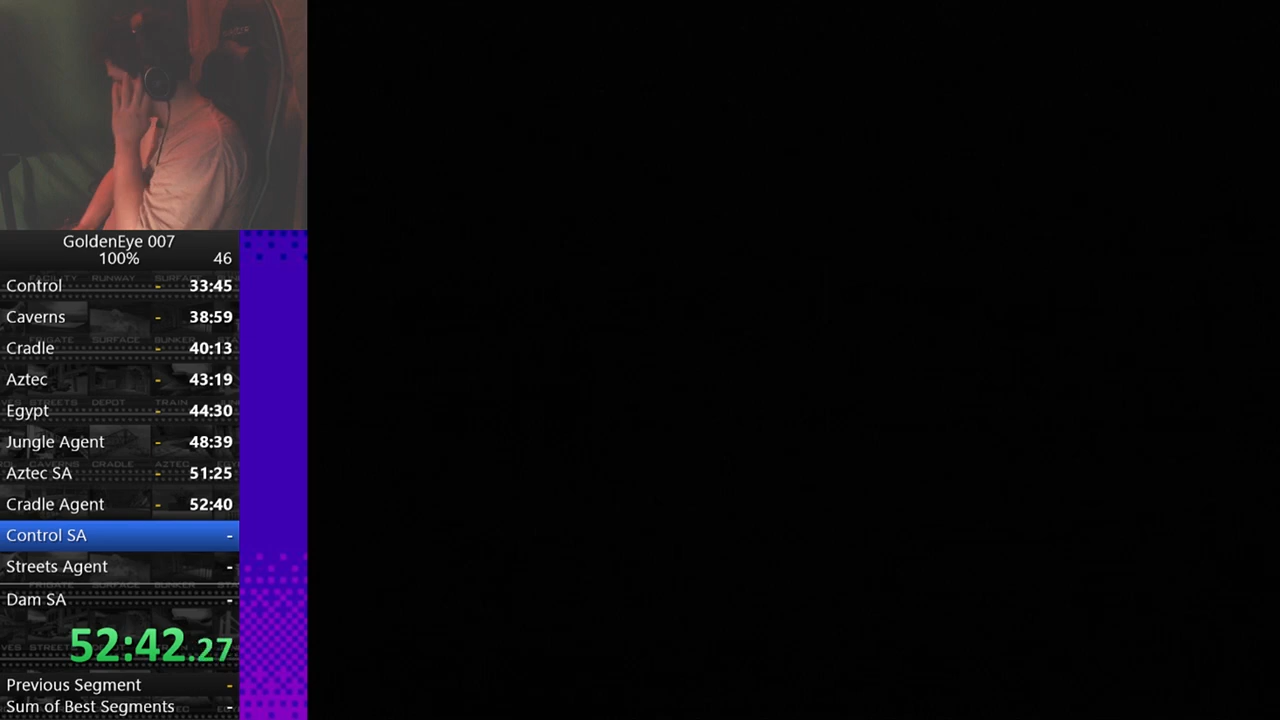 GoldenEye 007
100% 46
Control - 33:45
Caverns - 38:59
Cradle - 40:13
Aztec - 43:19
Egypt - 44:30
Jungle Agent - 48:39
Aztec SA - 51:25
Cradle Agent - 52:40
Control SA -
Streets Agent -
Dam SA -
52:42.27
Previous Segment -
Sum of Best Segments -